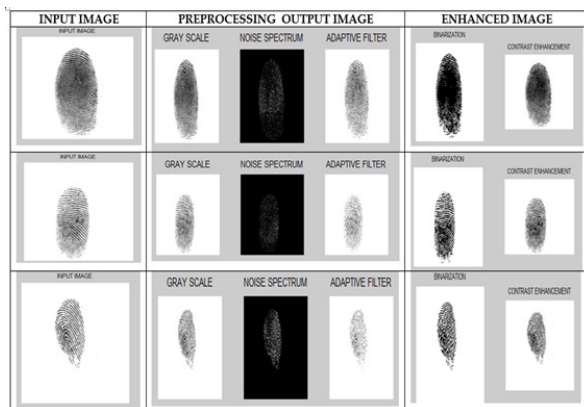 INPUT IMAGE PREPROCESSING OUTPUT IMAGE ENHANCED IMAGE
INPUT IMAGE
GRAY SCALE NOISE SPECTRUM ADAPTIVE FILTER
BINARIZATION
CONTRAST ENHANCEMENT
INPUT IMAGE
GRAY SCALE NOISE SPECTRUM ADAPTIVE FILTER
BINARIZATION
CONTRAST ENHANCEMENT
INPUT IMAGE
GRAY SCALE NOISE SPECTRUM ADAPTIVE FILTER
BINARIZATION
CONTRAST ENHANCEMENT